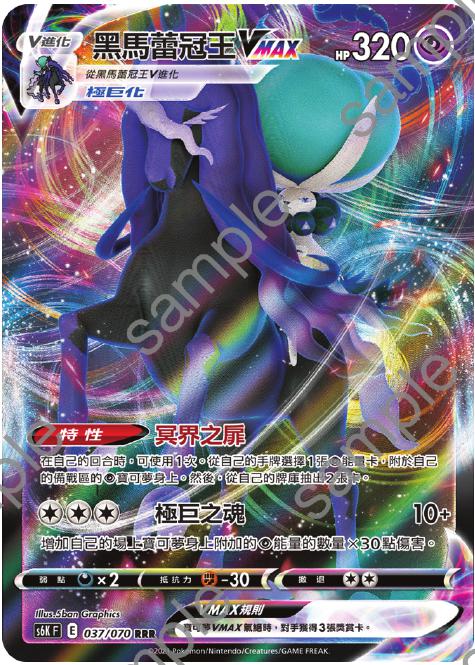 V進化
黑馬蕾冠王VMAX HP 320
從黑馬蕾冠王V進化
極巨化
sample
sample
sample
sample
特性 冥界之扉
在自己的回合時，可使用1次。從自己的手牌選擇1張能量卡，附於自己
的備戰區的寶可夢身上。然後，從自己的牌庫抽出2張卡。
極巨之魂 10+
增加自己的場上寶可夢身上附加的能量的數量×30點傷害。
弱點 ×2 抵抗力 -30 撤退
Illus.5ban Graphics
VMAX規則
s6K F E 037/070 RRR
寶可夢VMAX氣絕時，對手獲得3張獎賞卡。
©2021 Pokémon/Nintendo/Creatures/GAME FREAK.